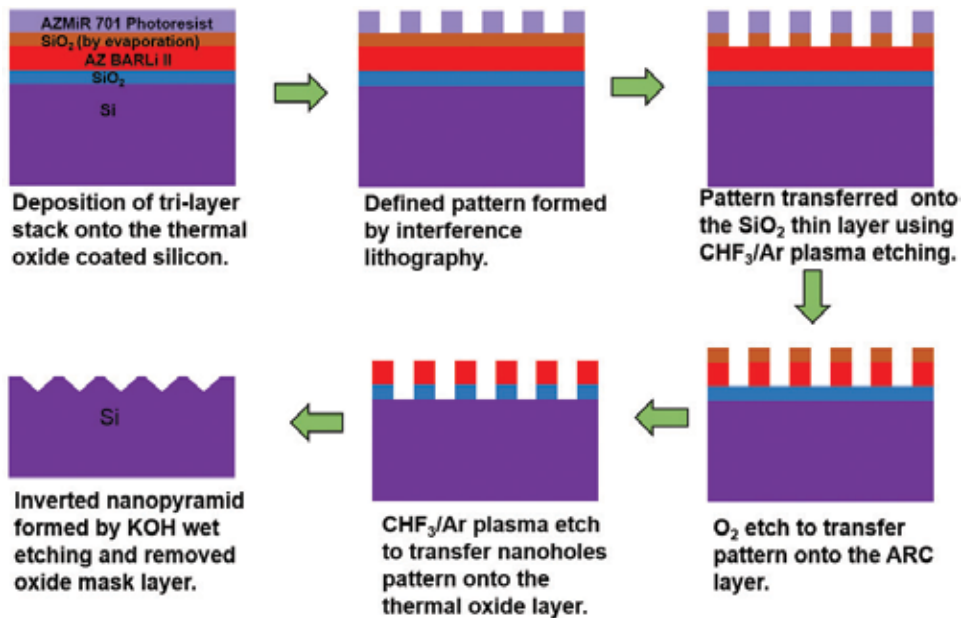 AZMiR 701 Photoresist
SiO₂ (by evaporation)
AZ BARLi II
SiO₂
Si
Deposition of tri-layer
stack onto the thermal
oxide coated silicon.
Defined pattern formed
by interference
lithography.
Pattern transferred onto
the SiO₂ thin layer using
CHF₃/Ar plasma etching.
O₂ etch to transfer
pattern onto the ARC
layer.
CHF₃/Ar plasma etch
to transfer nanoholes
pattern onto the
thermal oxide layer.
Si
Inverted nanopyramid
formed by KOH wet
etching and removed
oxide mask layer.